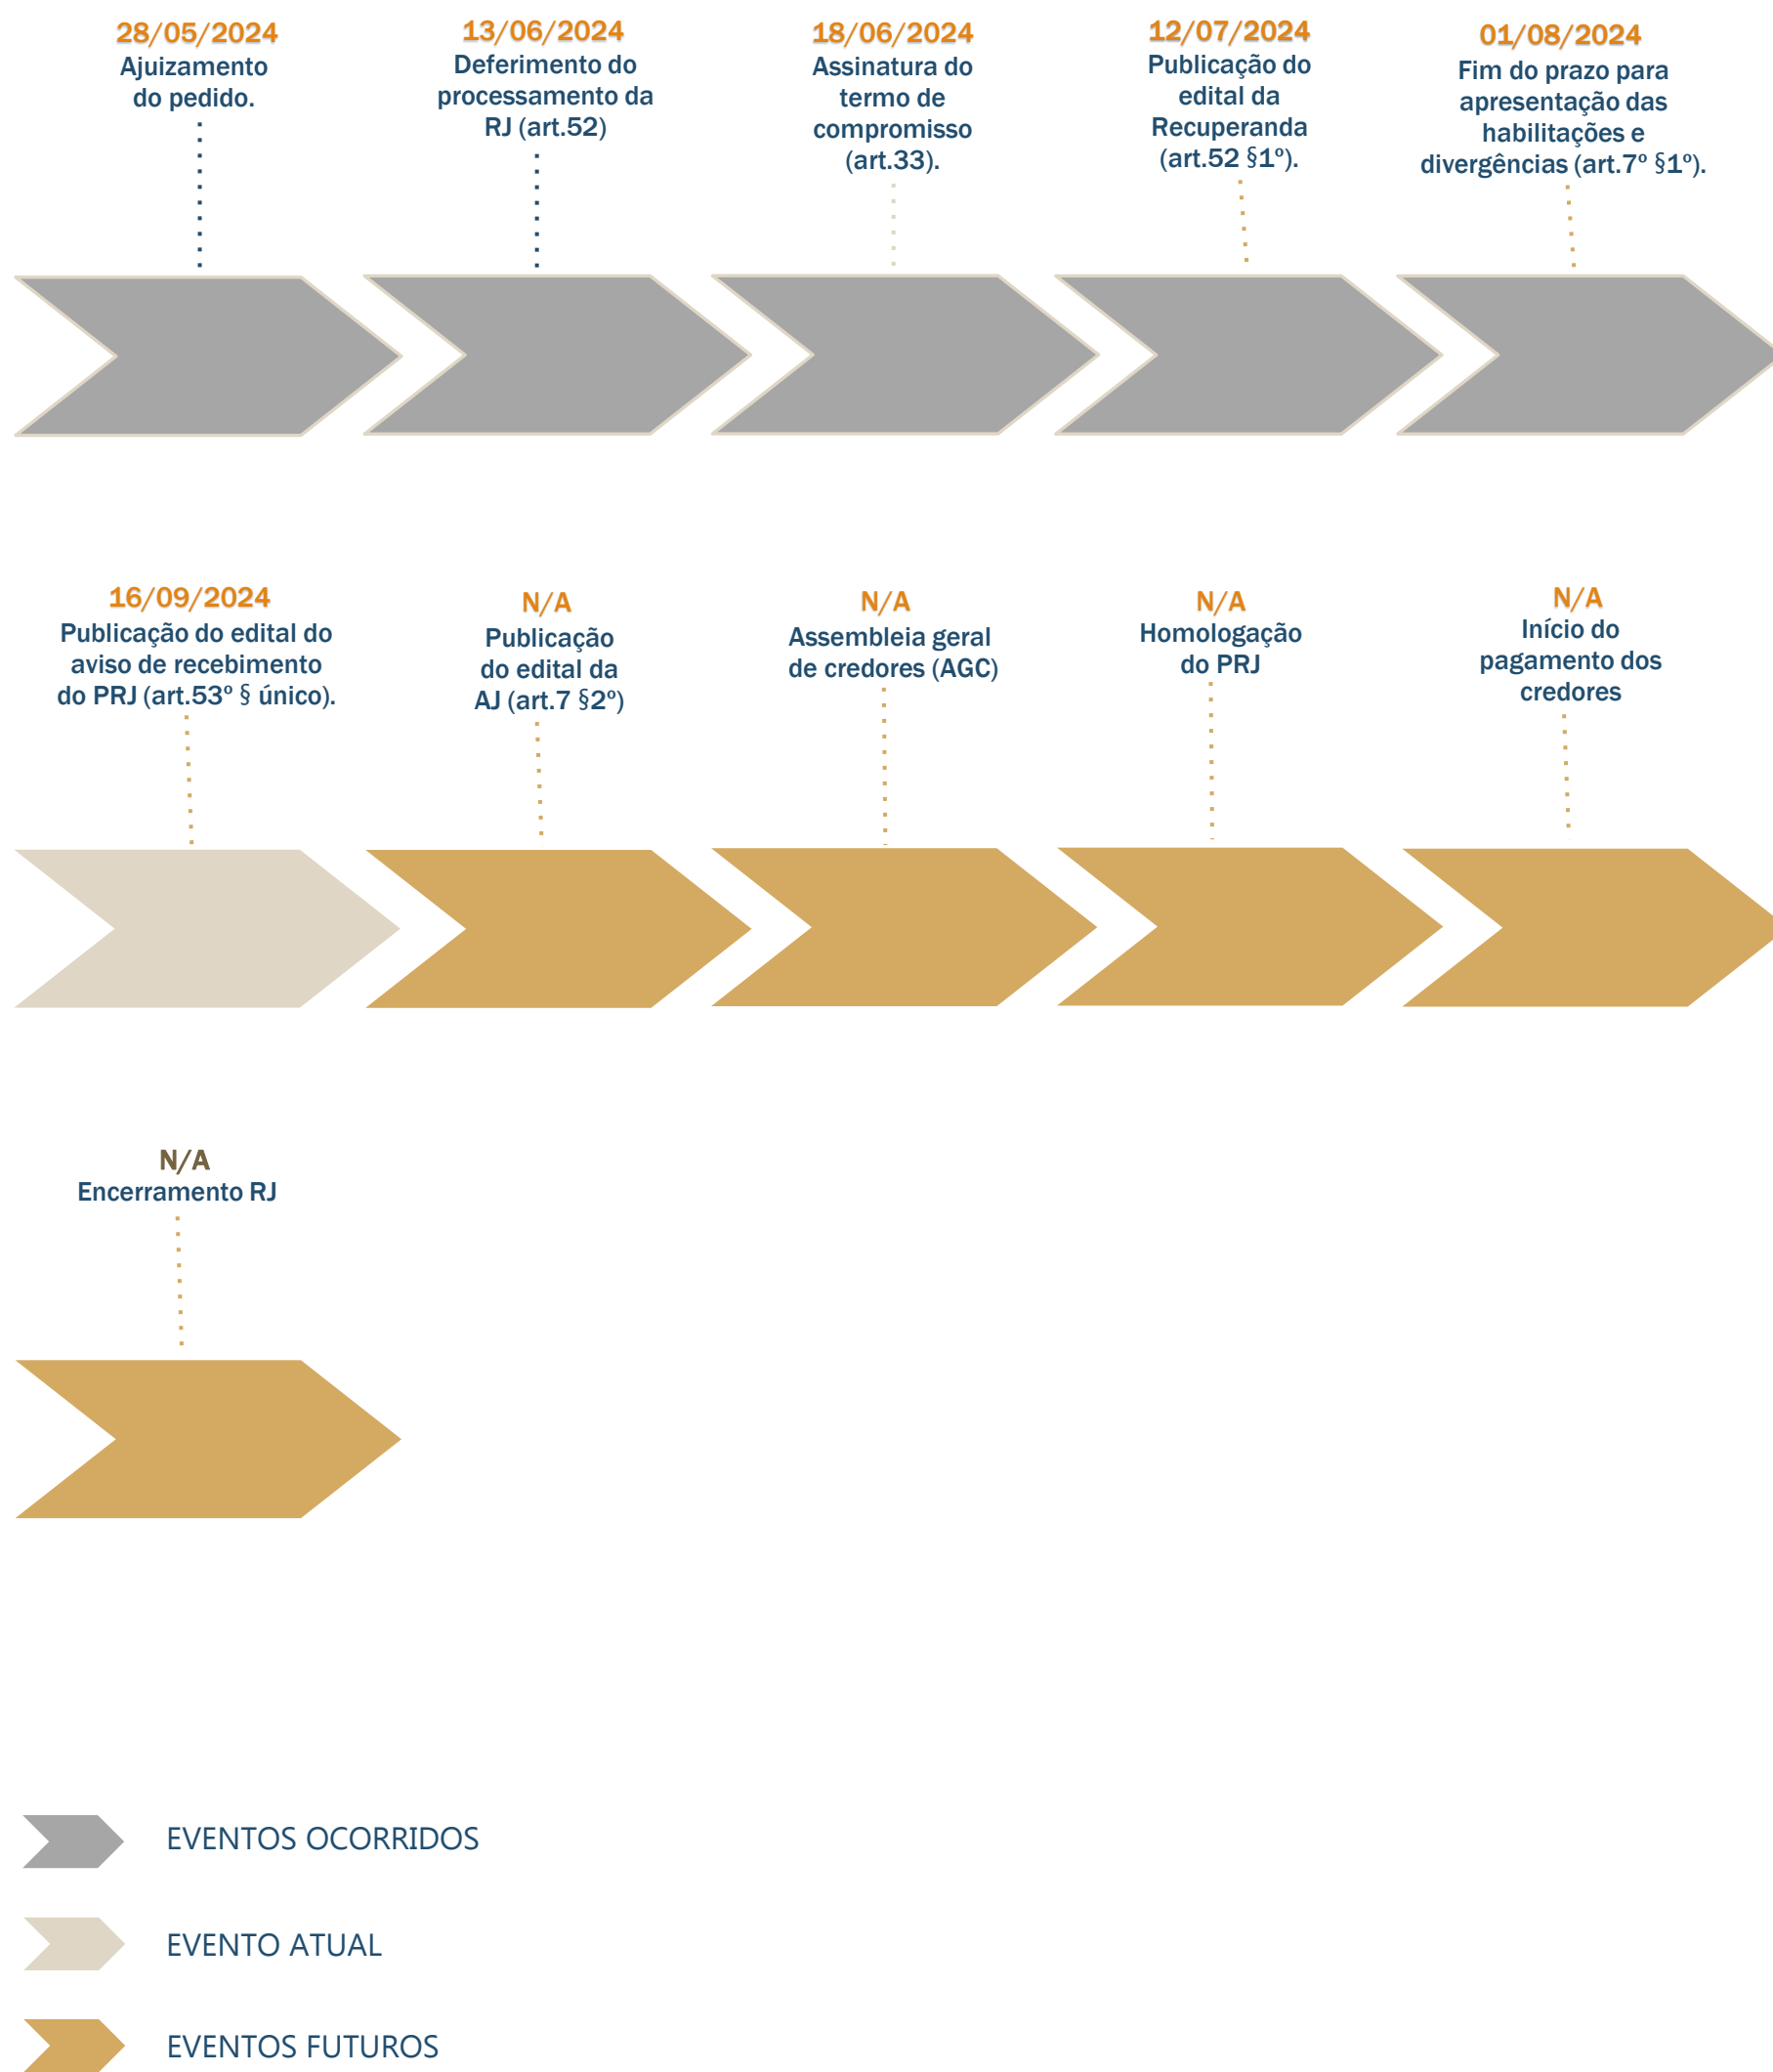 28/05/2024
Ajuizamento
do pedido.
13/06/2024
Deferimento do
processamento da
RJ (art.52)
18/06/2024
Assinatura do
termo de
compromisso
(art.33).
12/07/2024
Publicação do
edital da
Recuperanda
(art.52 §1º).
01/08/2024
Fim do prazo para
apresentação das
habilitações e
divergências (art.7º §1º).
16/09/2024
Publicação do edital do
aviso de recebimento
do PRJ (art.53º § único).
N/A
Publicação
do edital da
AJ (art.7 §2º)
N/A
Assembleia geral
de credores (AGC)
N/A
Homologação
do PRJ
N/A
Início do
pagamento dos
credores
N/A
Encerramento RJ
EVENTOS OCORRIDOS
EVENTO ATUAL
EVENTOS FUTUROS